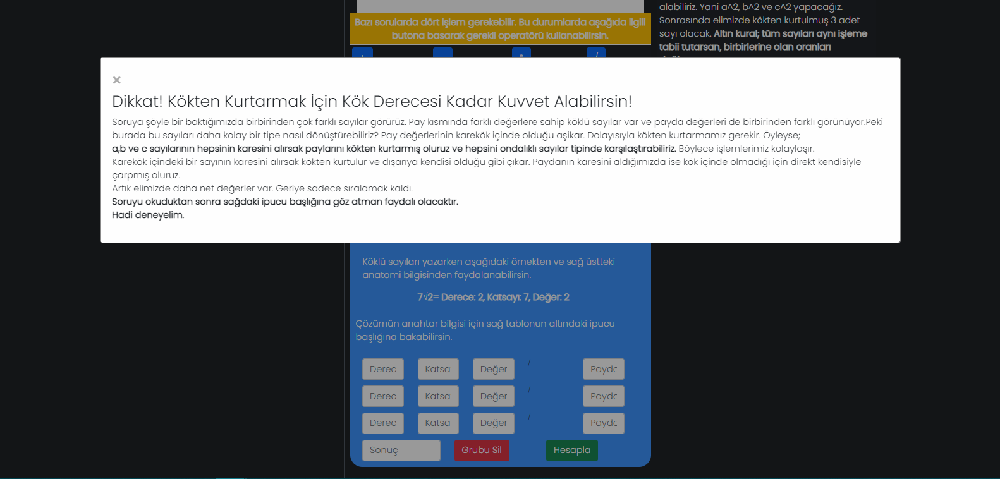 alabiliriz. Yani a^2, b^2 ve c^2 yapacağız.
Sonrasında elimizde kökten kurtulmuş 3 adet
sayı olacak. Altın kural; tüm sayıları aynı işleme
tabii tutarsan, birbirlerine olan oranları
Bazı sorularda dört işlem gerekebilir. Bu durumlarda aşağıda ilgili
butona basarak gerekli operatörü kullanabilirsin.
×
Dikkat! Kökten Kurtarmak İçin Kök Derecesi Kadar Kuvvet Alabilirsin!
Soruya şöyle bir baktığımızda birbirinden çok farklı sayılar görürüz. Pay kısmında farklı değerlere sahip köklü sayılar var ve payda değerleri de birbirinden farklı görünüyor.Peki
burada bu sayıları daha kolay bir tipe nasıl dönüştürebiliriz? Pay değerlerinin karekök içinde olduğu aşikar. Dolayısıyla kökten kurtarmamız gerekir. Öyleyse;
a,b ve c sayılarının hepsinin karesini alırsak paylarını kökten kurtarmış oluruz ve hepsini ondalıklı sayılar tipinde karşılaştırabiliriz. Böylece işlemlerimiz kolaylaşır.
Karekök içindeki bir sayının karesini alırsak kökten kurtulur ve dışarıya kendisi olduğu gibi çıkar. Paydanın karesini aldığımızda ise kök içinde olmadığı için direkt kendisiyle
çarpmış oluruz.
Artık elimizde daha net değerler var. Geriye sadece sıralamak kaldı.
Soruyu okuduktan sonra sağdaki ipucu başlığına göz atman faydalı olacaktır.
Hadi deneyelim.
Köklü sayıları yazarken aşağıdaki örnekten ve sağ üstteki
anatomi bilgisinden faydalanabilirsin.
7√2= Derece: 2, Katsayı: 7, Değer: 2
Çözümün anahtar bilgisi için sağ tablonun altındaki ipucu
başlığına bakabilirsin.
Derec Katsa Değer / Payda
Derec Katsa Değer / Payda
Derec Katsa Değer / Payda
Sonuç Grubu Sil Hesapla